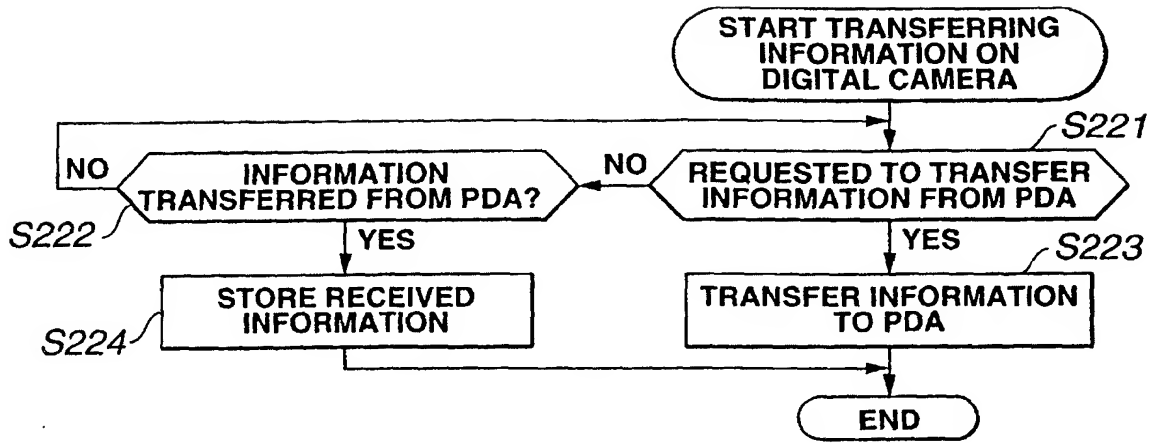 START TRANSFERRING
INFORMATION ON
DIGITAL CAMERA
S221
REQUESTED TO TRANSFER
INFORMATION FROM PDA
NO
INFORMATION
TRANSFERRED FROM PDA?
NO
S222
YES
YES
S223
STORE RECEIVED
INFORMATION
S224
TRANSFER INFORMATION
TO PDA
END